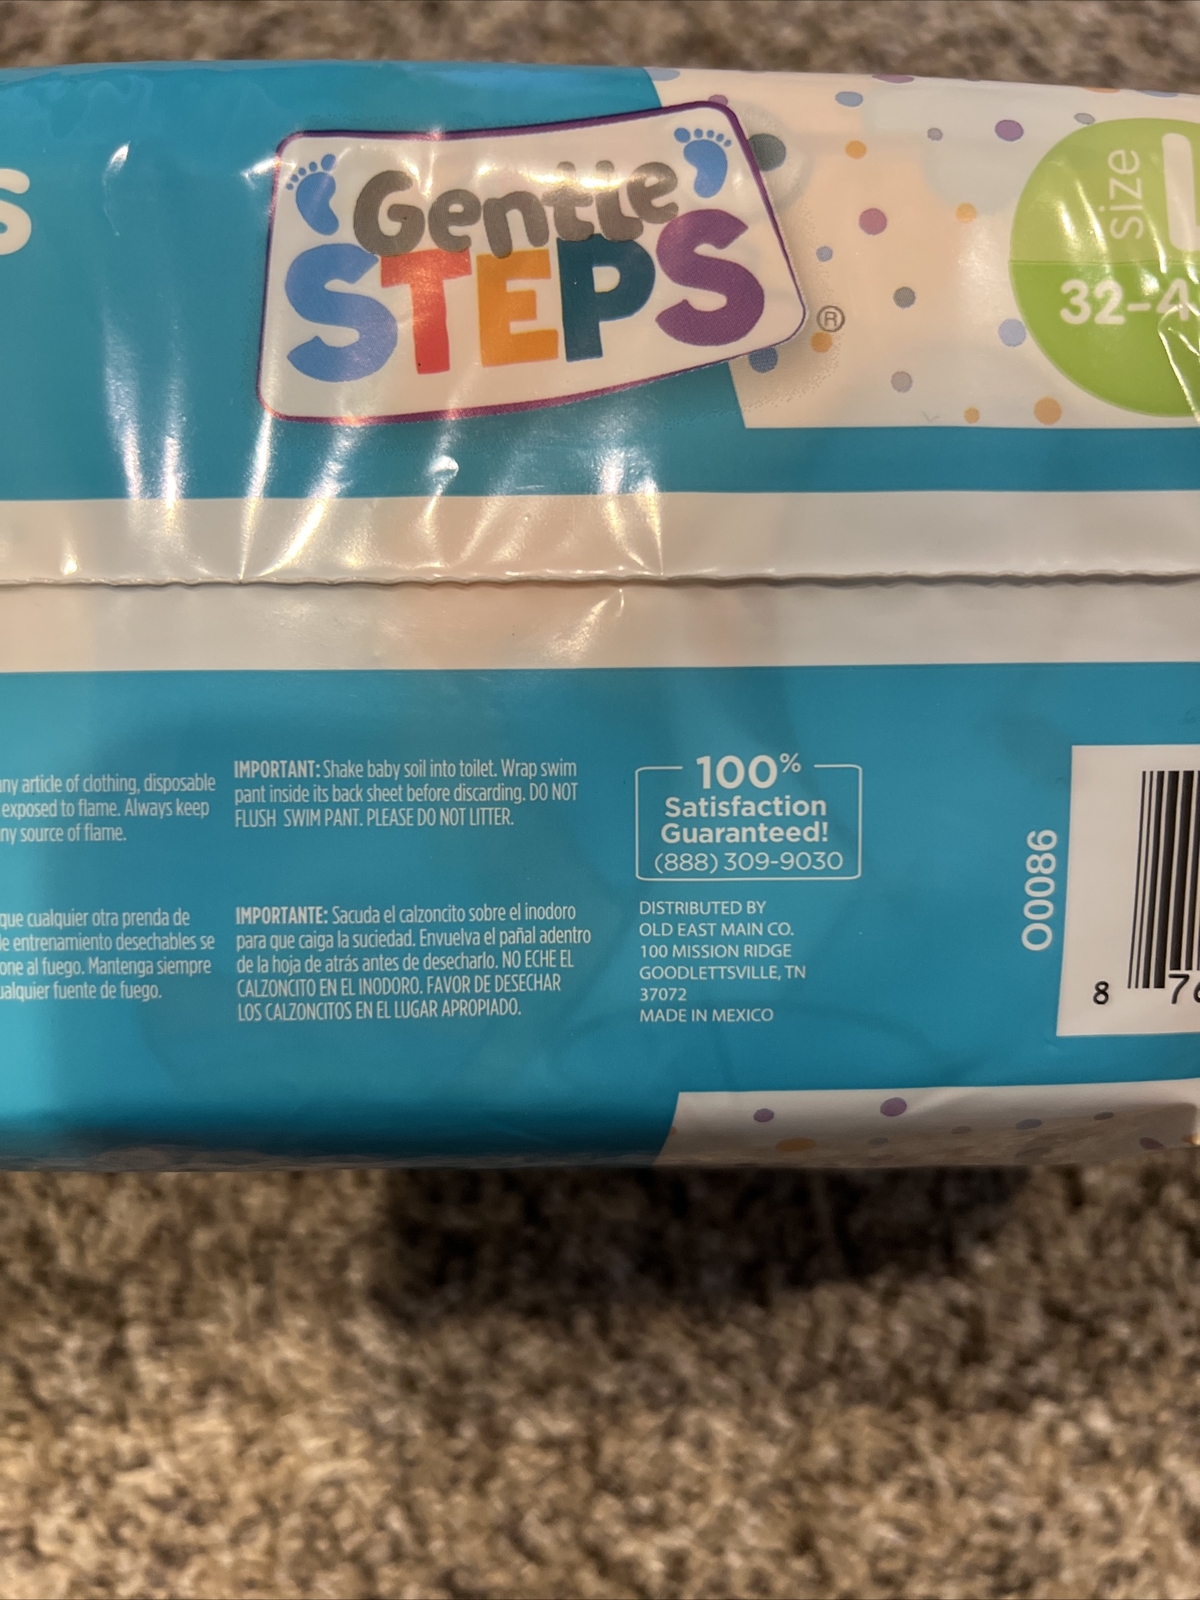 S
Gentle
STEPS
®
size
32-4
any article of clothing, disposable
exposed to flame. Always keep
any source of flame.
IMPORTANT: Shake baby soil into toilet. Wrap swim
pant inside its back sheet before discarding. DO NOT
FLUSH SWIM PANT. PLEASE DO NOT LITTER.
que cualquier otra prenda de
de entrenamiento desechables se
al fuego. Mantenga siempre
cualquier fuente de fuego.
IMPORTANTE: Sacuda el calzoncito sobre el inodoro
para que caiga la suciedad. Envuelva el pañal adentro
de la hoja de atrás antes de desecharlo. NO ECHE EL
CALZONCITO EN EL INODORO. FAVOR DE DESECHAR
LOS CALZONCITOS EN EL LUGAR APROPIADO.
100%
Satisfaction
Guaranteed!
(888) 309-9030
DISTRIBUTED BY
OLD EAST MAIN CO.
100 MISSION RIDGE
GOODLETTSVILLE, TN
37072
MADE IN MEXICO
00086
8 76